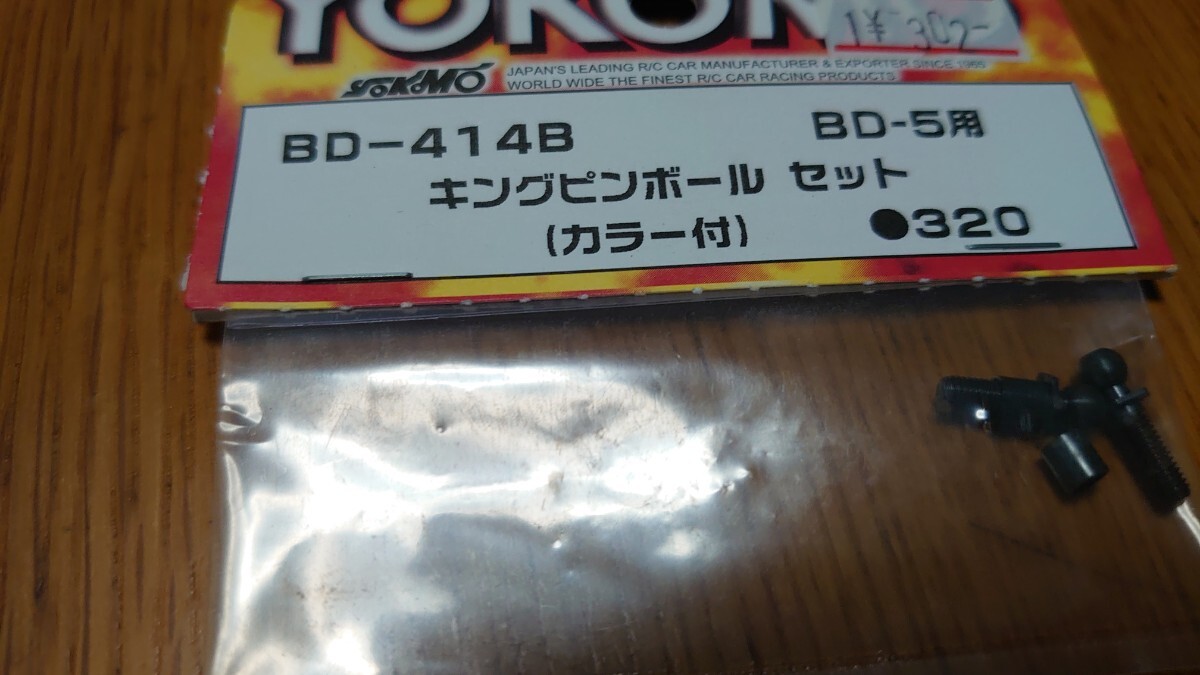 1¥ 302-
YOKOM
YOKOMO
JAPAN'S LEADING R/C CAR MANUFACTURER & EXPORTER SINCE 1965
WORLD WIDE THE FINEST R/C CAR RACING PRODUCTS
BD-414B
BD-5用
キングピンボール セット
(カラー付)
●320